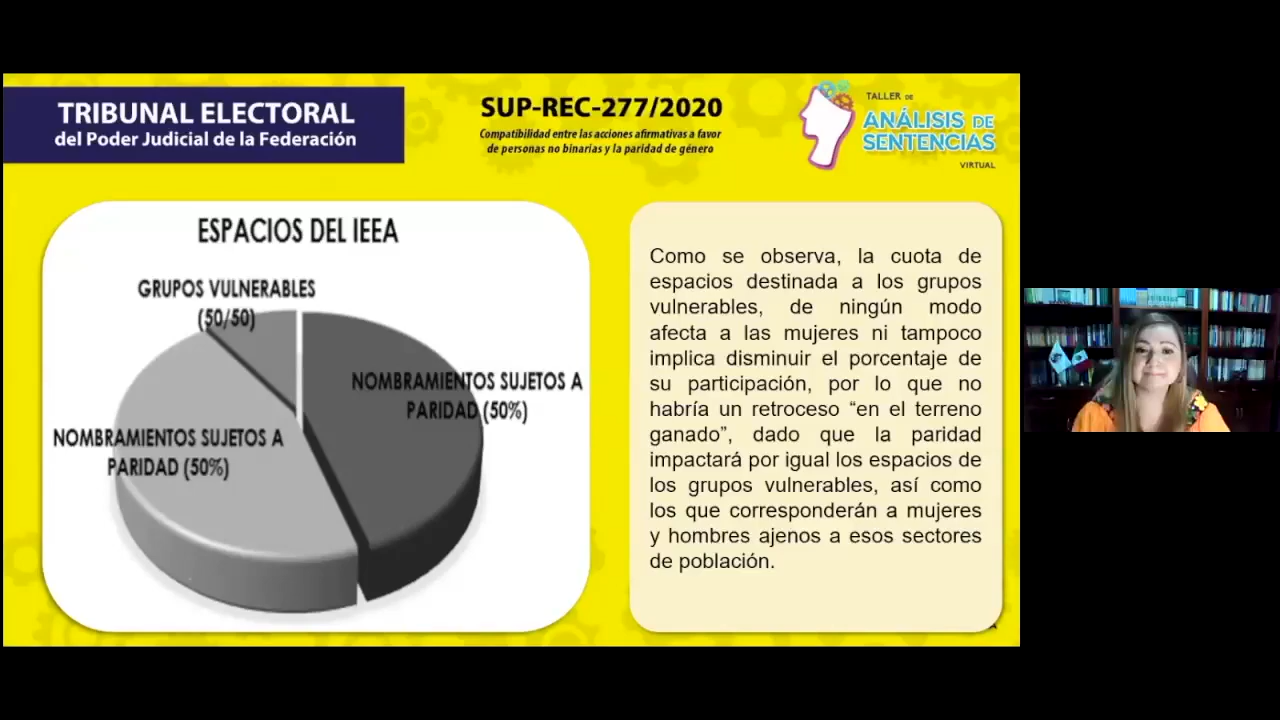 TRIBUNAL ELECTORAL
del Poder Judicial de la Federación
SUP-REC-277/2020
Compatibilidad entre las acciones afirmativas a favor
de personas no binarias y la paridad de género
TALLER DE
ANÁLISIS DE
SENTENCIAS
VIRTUAL
ESPACIOS DEL IEEA
GRUPOS VULNERABLES
(50/50)
NOMBRAMIENTOS SUJETOS A
PARIDAD (50%)
NOMBRAMIENTOS SUJETOS A
PARIDAD (50%)
Como se observa, la cuota de
espacios destinada a los grupos
vulnerables, de ningún modo
afecta a las mujeres ni tampoco
implica disminuir el porcentaje de
su participación, por lo que no
habría un retroceso “en el terreno
ganado”, dado que la paridad
impactará por igual los espacios de
los grupos vulnerables, así como
los que corresponderán a mujeres
y hombres ajenos a esos sectores
de población.